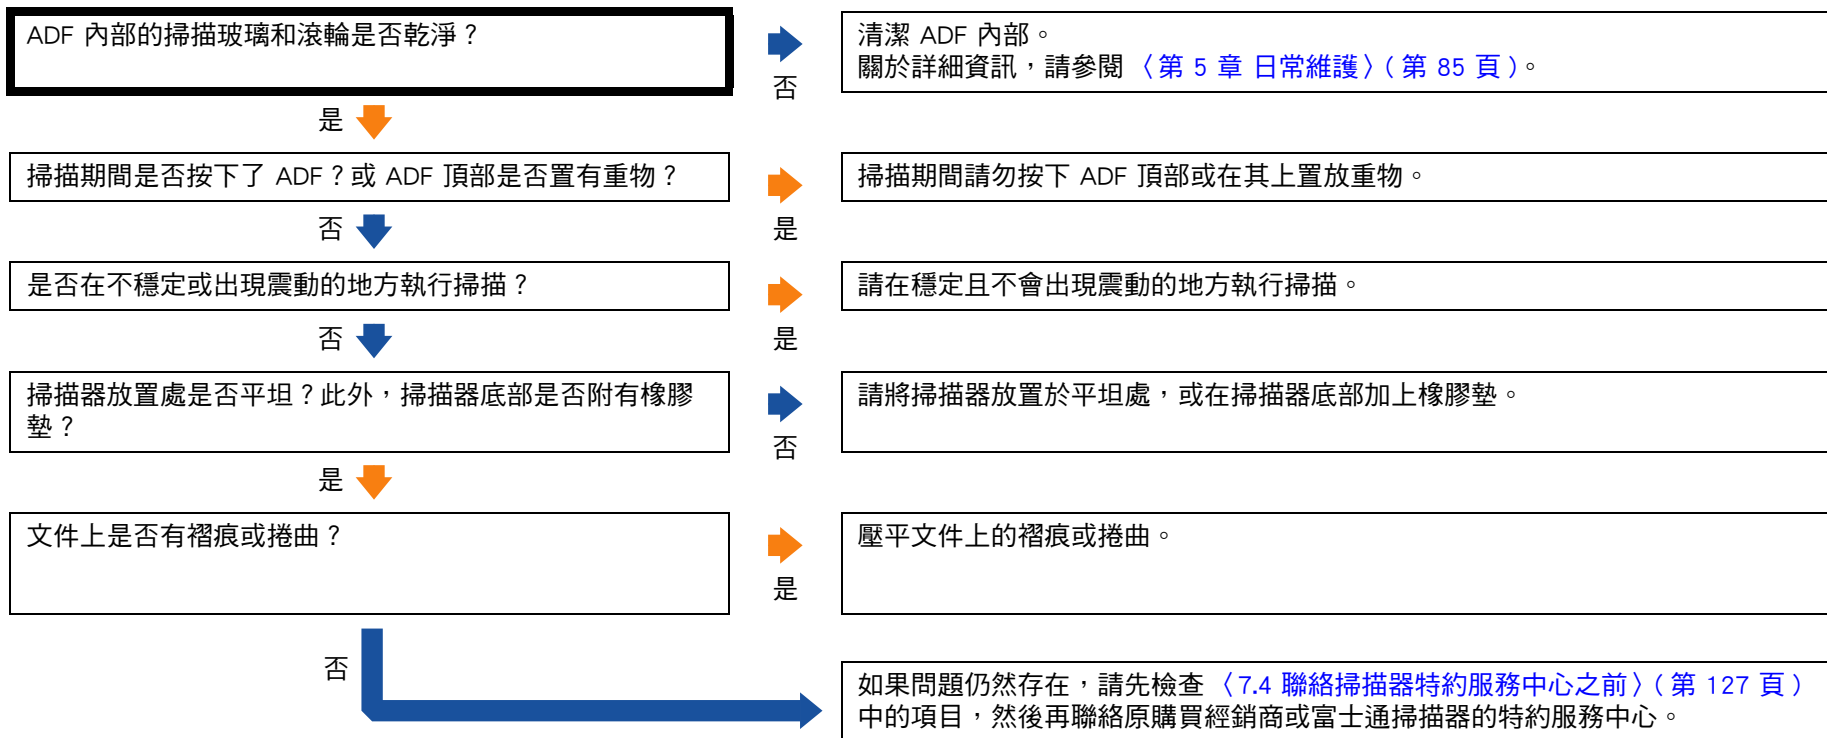 ADF 內部的掃描玻璃和滾輪是否乾淨？
否
清潔 ADF 內部。
關於詳細資訊，請參閱 〈第 5 章 日常維護〉( 第 85 頁 )。
是
掃描期間是否按下了 ADF？或 ADF 頂部是否置有重物？
是
掃描期間請勿按下 ADF 頂部或在其上置放重物。
否
是否在不穩定或出現震動的地方執行掃描？
是
請在穩定且不會出現震動的地方執行掃描。
否
掃描器放置處是否平坦？此外，掃描器底部是否附有橡膠
墊？
否
請將掃描器放置於平坦處，或在掃描器底部加上橡膠墊。
是
文件上是否有褶痕或捲曲？
是
壓平文件上的褶痕或捲曲。
否
如果問題仍然存在，請先檢查 〈7.4 聯絡掃描器特約服務中心之前〉( 第 127 頁 )
中的項目，然後再聯絡原購買經銷商或富士通掃描器的特約服務中心。